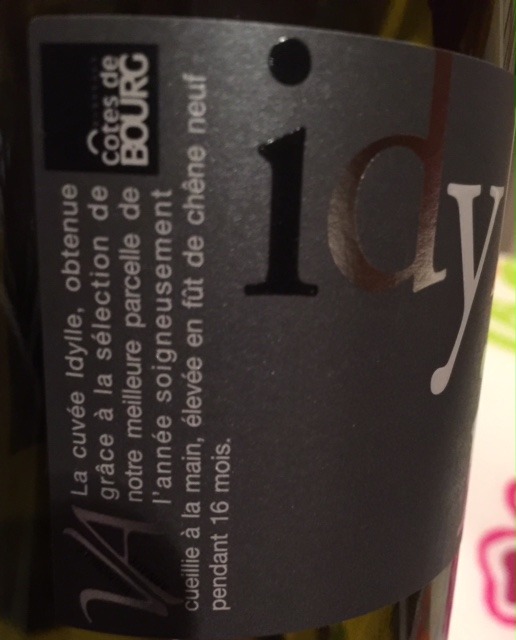 VA
La cuvée Idylle, obtenue
grâce à la sélection de
notre meilleure parcelle de
l'année soigneusement
cueillie à la main, élevée en fût de chêne neuf
pendant 16 mois.
Côtes de
BOURG
idy